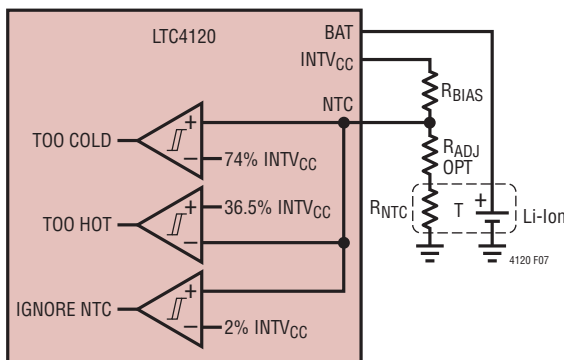 LTC4120
BAT
INTVCC
NTC
RBIAS
TOO COLD
+
–
74% INTVCC
RADJ
OPT
TOO HOT
+
–
36.5% INTVCC
RNTC
T
+
Li-Ion
4120 F07
IGNORE NTC
+
–
2% INTVCC